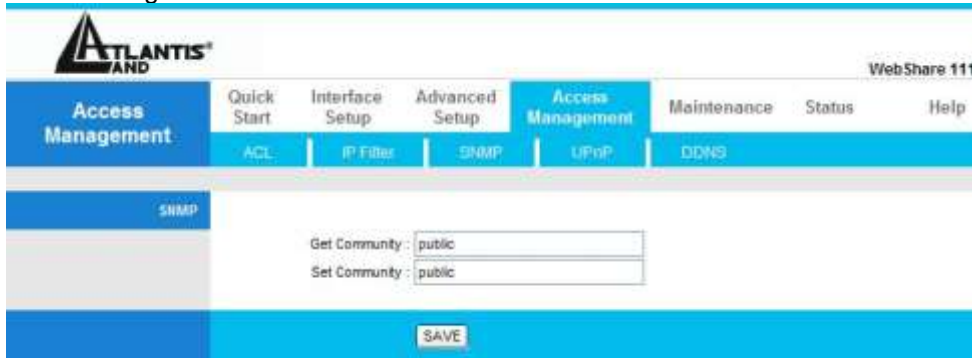 ATLANTIS®
AND
WebShare 111
Access
Management
Quick
Start
Interface
Setup
Advanced
Setup
Access
Management
Maintenance
Status
Help
ACL
IP Filter
SNMP
UPnP
DDNS
SNMP
Get Community : public
Set Community : public
SAVE